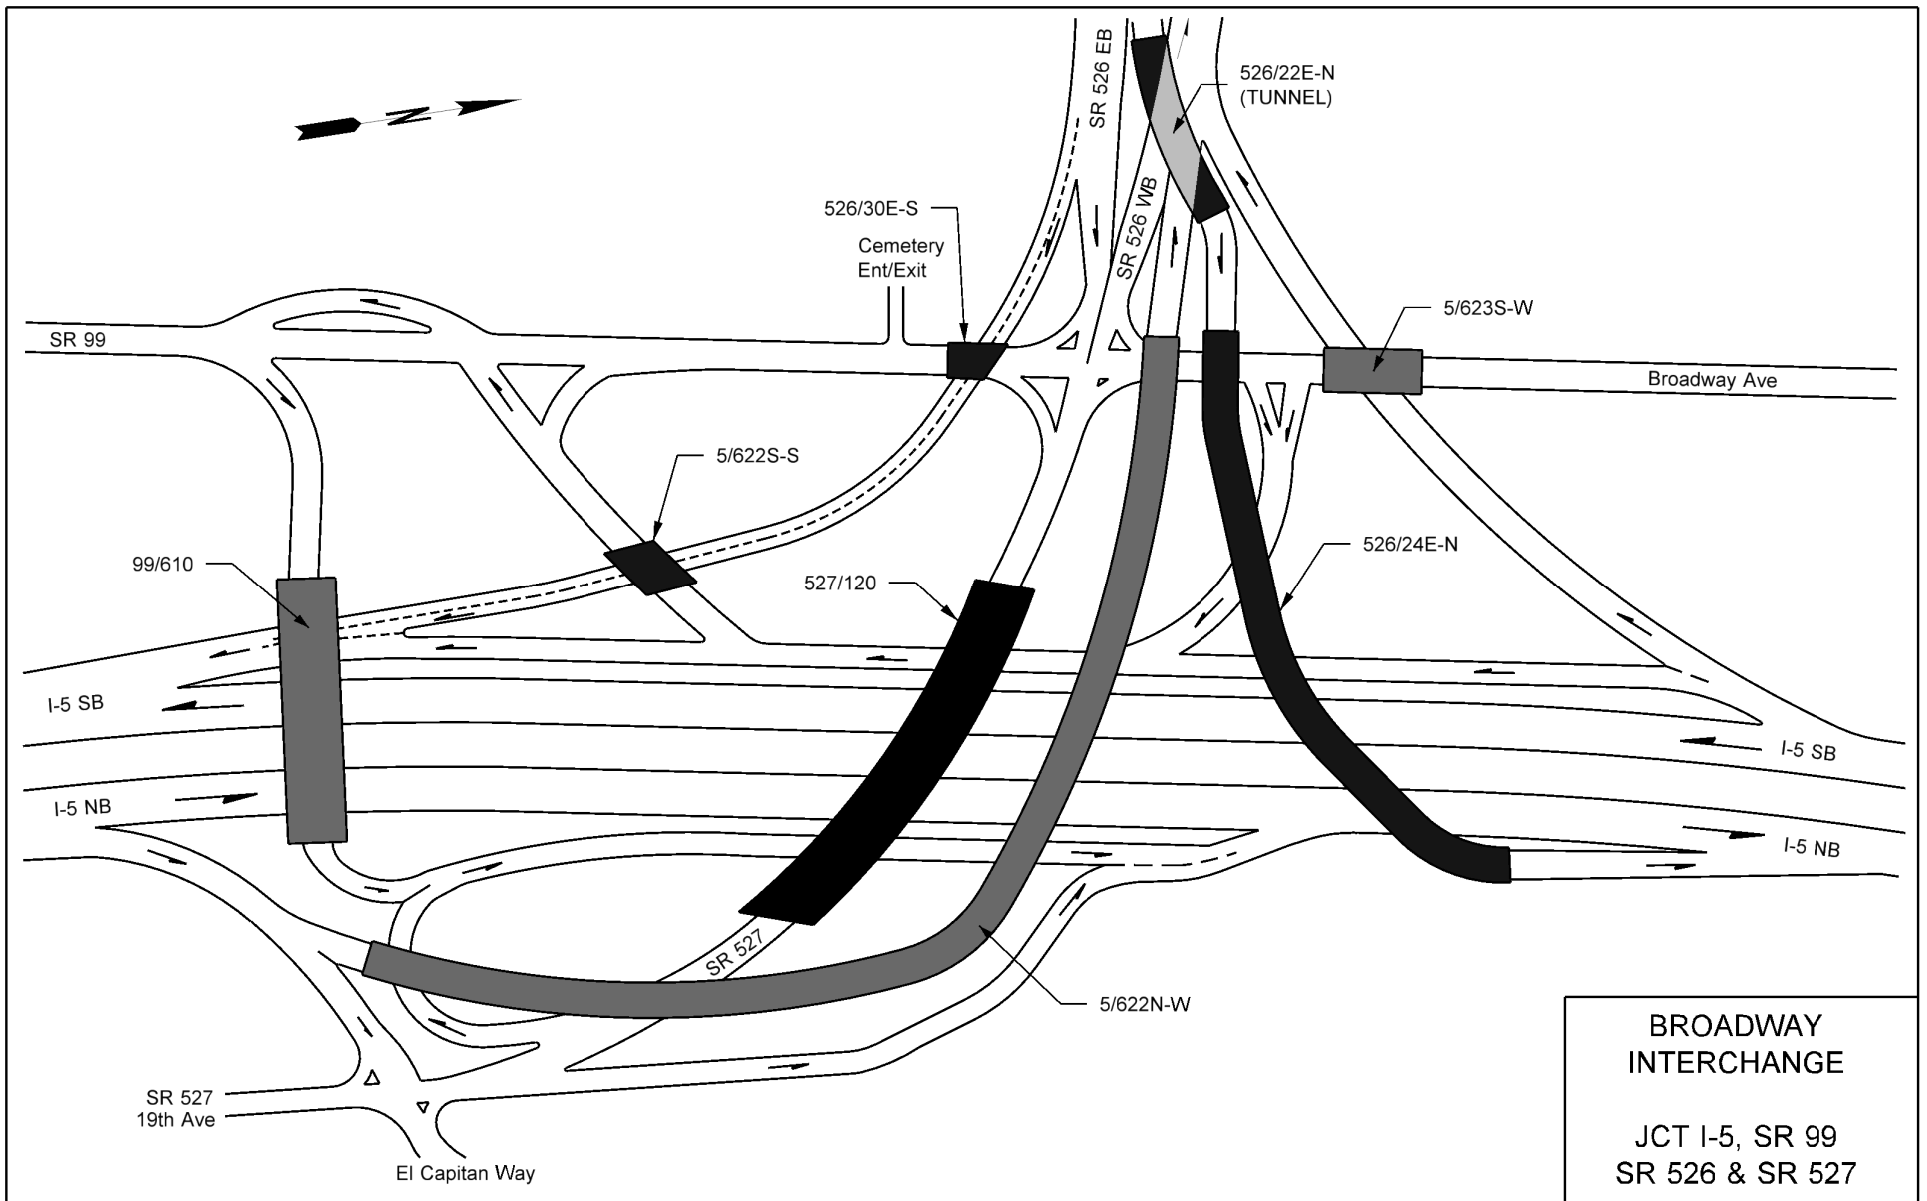 SR 526 EB
526/22E-N
(TUNNEL)
N
SR 526 WB
526/30E-S
Cemetery
Ent/Exit
5/623S-W
SR 99
Broadway Ave
5/622S-S
526/24E-N
99/610
527/120
I-5 SB
I-5 SB
I-5 NB
I-5 NB
SR 527
5/622N-W
SR 527
19th Ave
El Capitan Way
BROADWAY
INTERCHANGE
JCT I-5, SR 99
SR 526 & SR 527